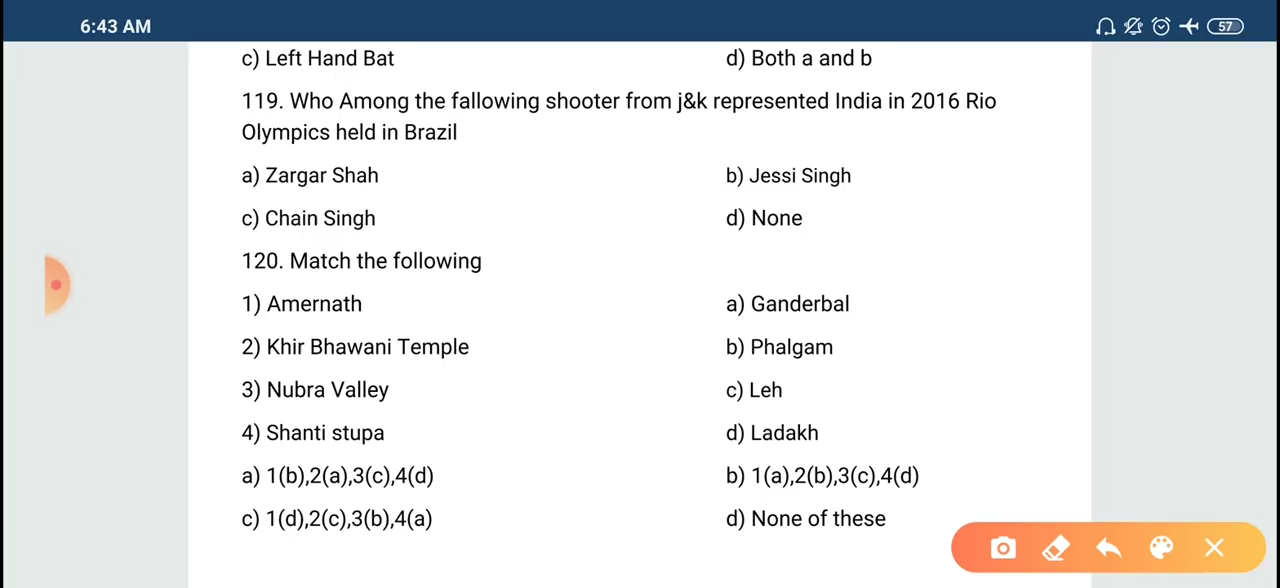 6:43 AM
57
c) Left Hand Bat d) Both a and b
119. Who Among the fallowing shooter from j&k represented India in 2016 Rio
Olympics held in Brazil
a) Zargar Shah b) Jessi Singh
c) Chain Singh d) None
120. Match the following
1) Amernath a) Ganderbal
2) Khir Bhawani Temple b) Phalgam
3) Nubra Valley c) Leh
4) Shanti stupa d) Ladakh
a) 1(b),2(a),3(c),4(d) b) 1(a),2(b),3(c),4(d)
c) 1(d),2(c),3(b),4(a) d) None of these